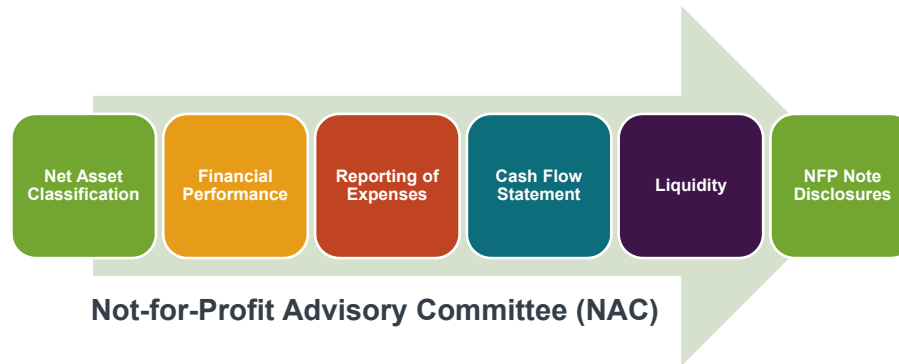 Net Asset
Classification
Financial
Performance
Reporting of
Expenses
Cash Flow
Statement
Liquidity
NFP Note
Disclosures
Not-for-Profit Advisory Committee (NAC)